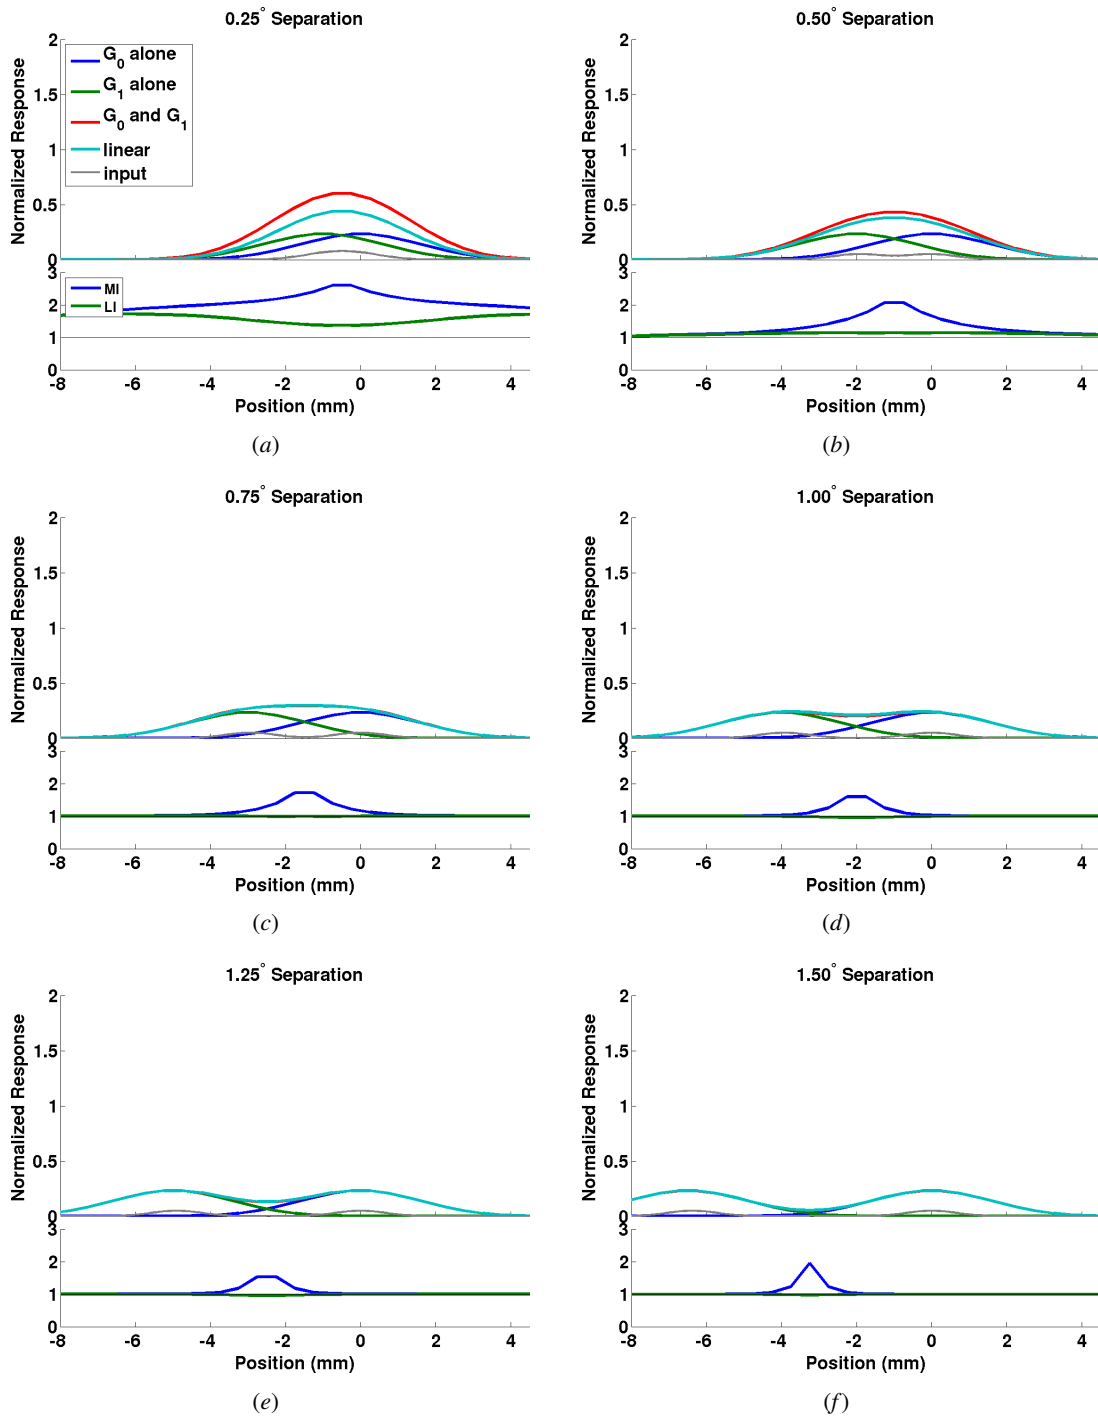 0.25° Separation
Normalized Response
2
1.5
1
0.5
0
G0 alone
G1 alone
G0 and G1
linear
input
3
2
1
0
MI
LI
-8 -6 -4 -2 0 2 4
Position (mm)
(a)
0.50° Separation
Normalized Response
2
1.5
1
0.5
0
3
2
1
0
-8 -6 -4 -2 0 2 4
Position (mm)
(b)
0.75° Separation
Normalized Response
2
1.5
1
0.5
0
3
2
1
0
-8 -6 -4 -2 0 2 4
Position (mm)
(c)
1.00° Separation
Normalized Response
2
1.5
1
0.5
0
3
2
1
0
-8 -6 -4 -2 0 2 4
Position (mm)
(d)
1.25° Separation
Normalized Response
2
1.5
1
0.5
0
3
2
1
0
-8 -6 -4 -2 0 2 4
Position (mm)
(e)
1.50° Separation
Normalized Response
2
1.5
1
0.5
0
3
2
1
0
-8 -6 -4 -2 0 2 4
Position (mm)
(f)